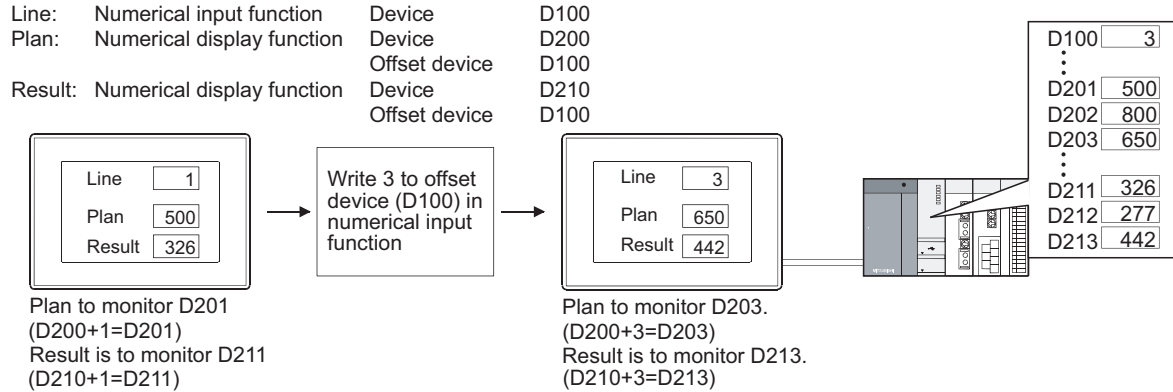 Line: Numerical input function Device D100
Plan: Numerical display function Device D200
Offset device D100
Result: Numerical display function Device D210
Offset device D100
Line 1
Plan 500
Result 326
Plan to monitor D201
(D200+1=D201)
Result is to monitor D211
(D210+1=D211)
Write 3 to offset
device (D100) in
numerical input
function
Line 3
Plan 650
Result 442
Plan to monitor D203.
(D200+3=D203)
Result is to monitor D213.
(D210+3=D213)
D100 3
D201 500
D202 800
D203 650
D211 326
D212 277
D213 442